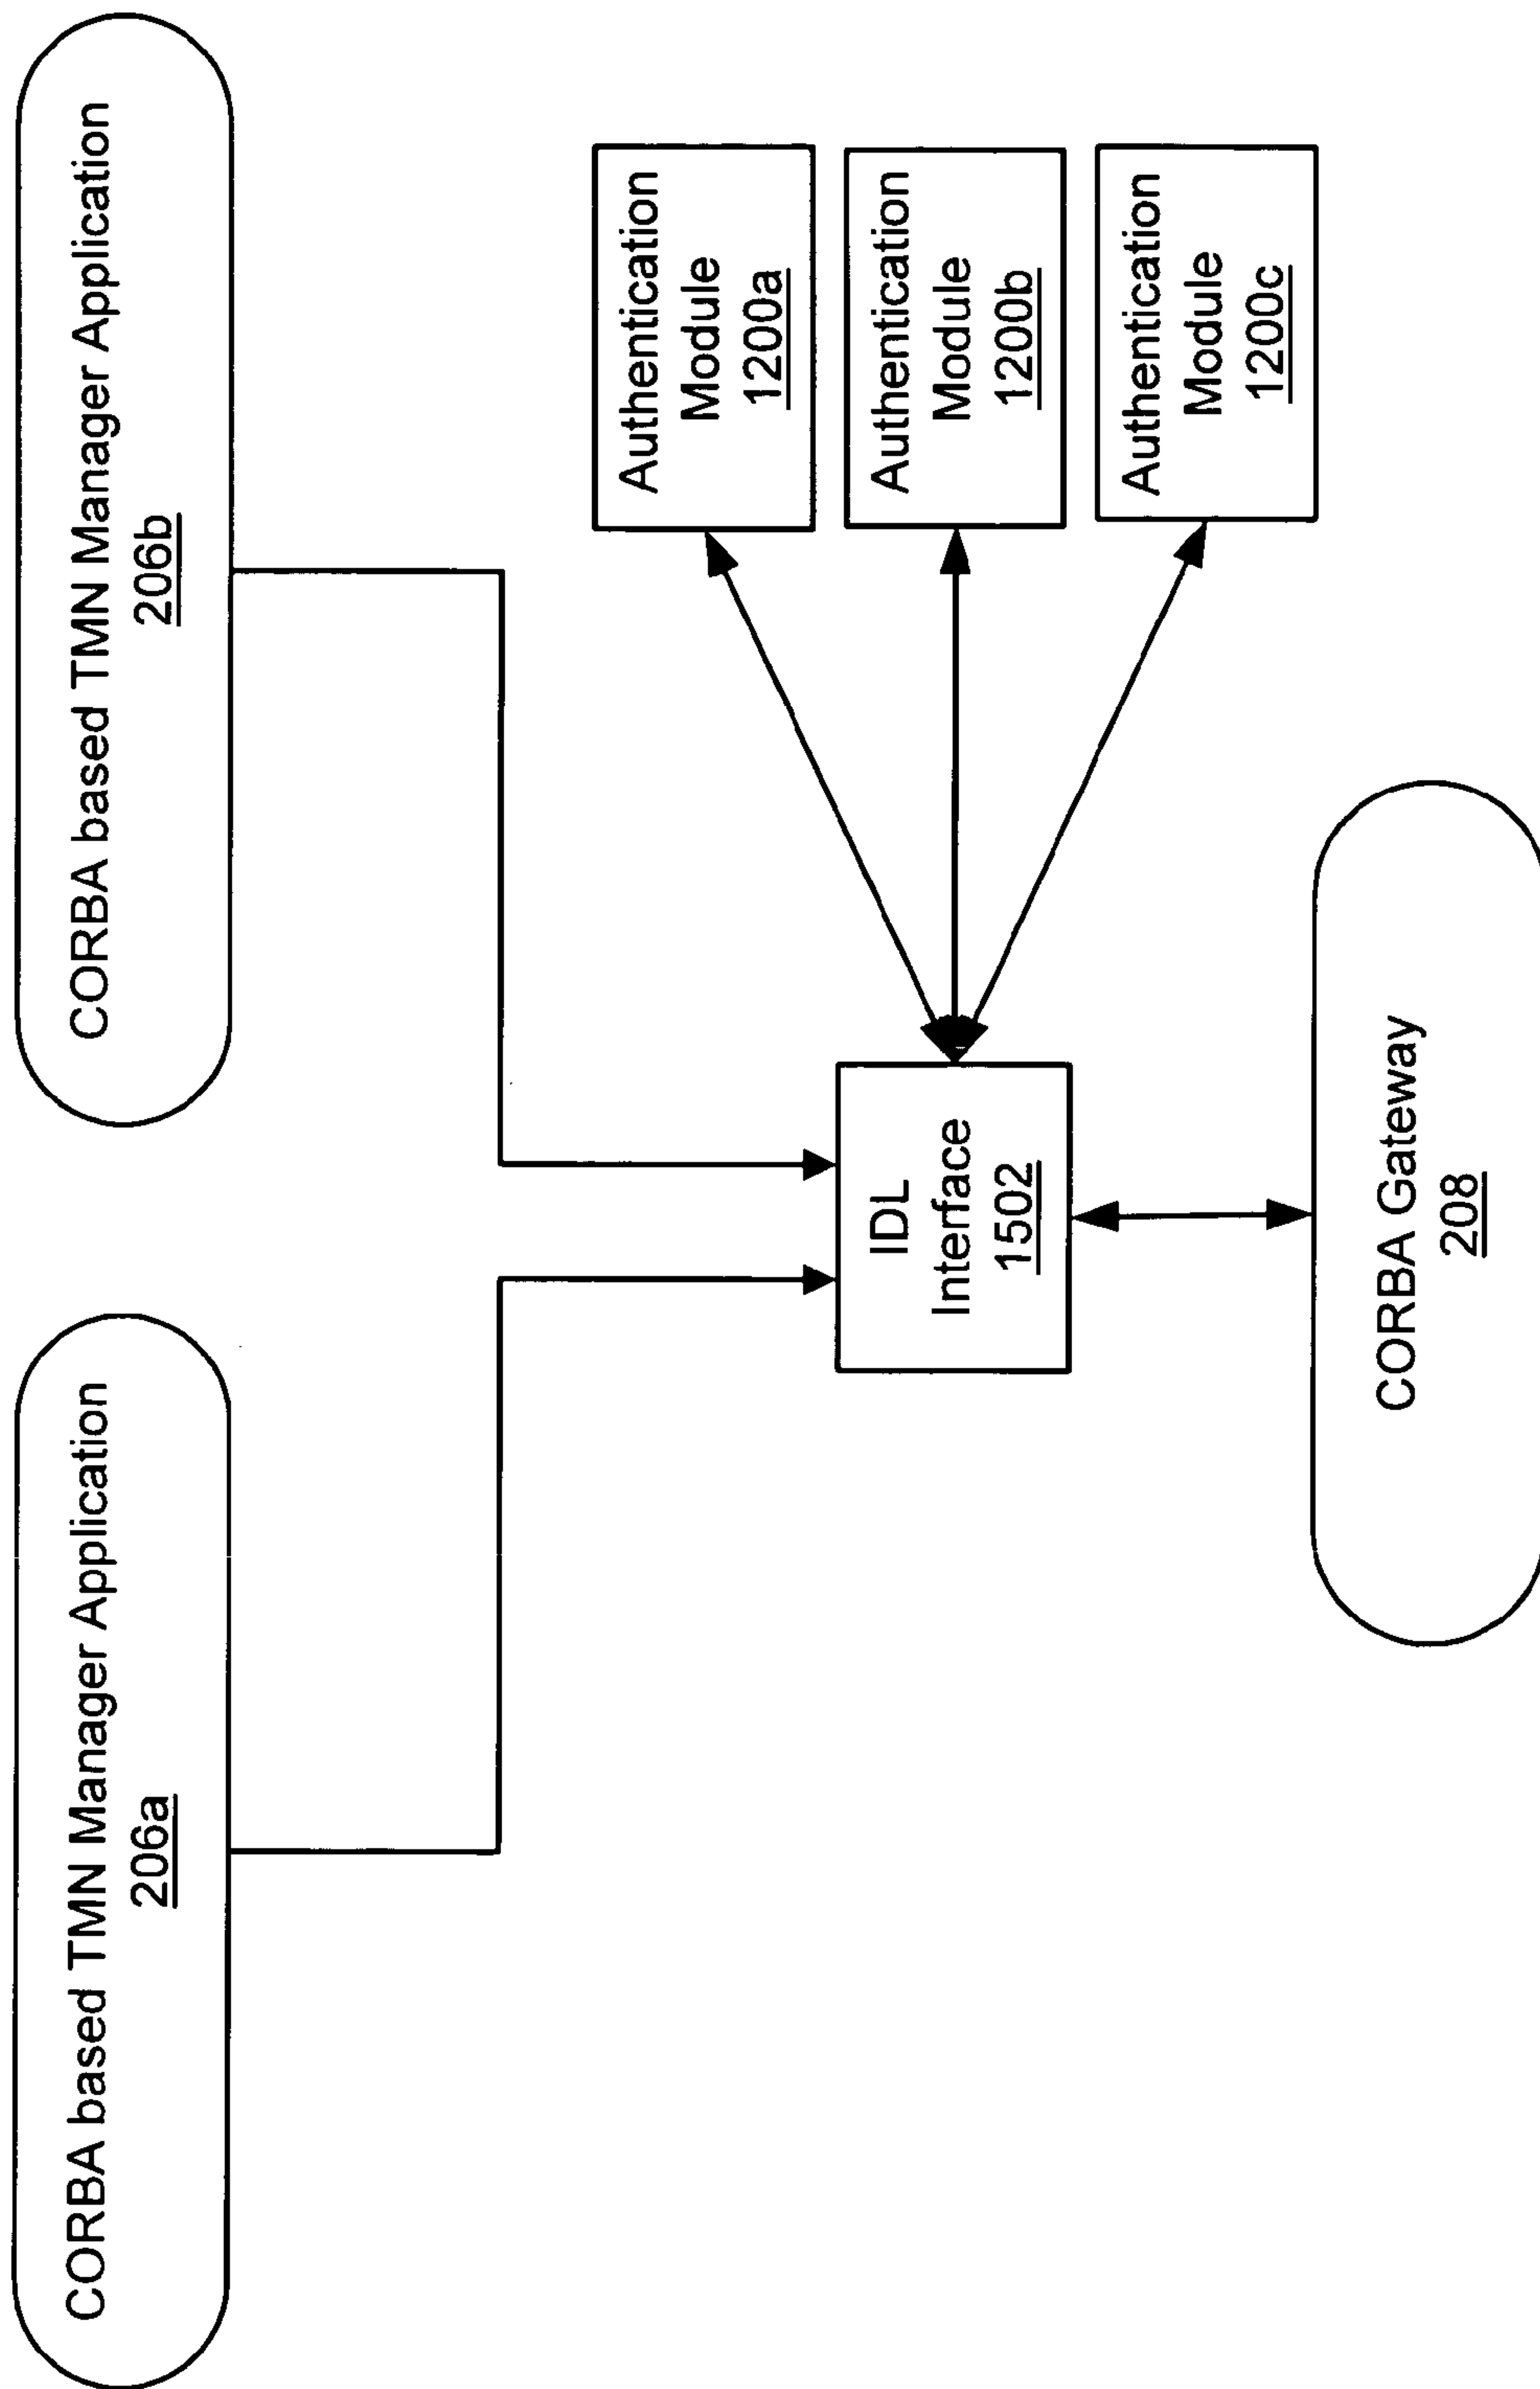 CORBA based TMN Manager Application
206a
CORBA based TMN Manager Application
206b
IDL
Interface
1502
Authentication
Module
1200a
Authentication
Module
1200b
Authentication
Module
1200c
CORBA Gateway
208